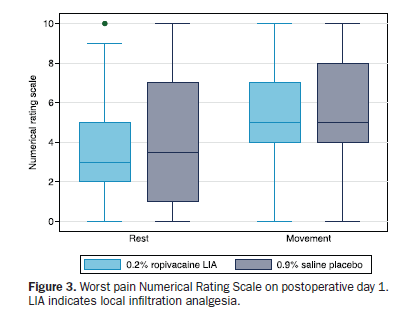 10
8
6
4
2
0
Numerical rating scale
Rest Movement
0.2% ropivacaine LIA 0.9% saline placebo
Figure 3. Worst pain Numerical Rating Scale on postoperative day 1.
LIA indicates local infiltration analgesia.